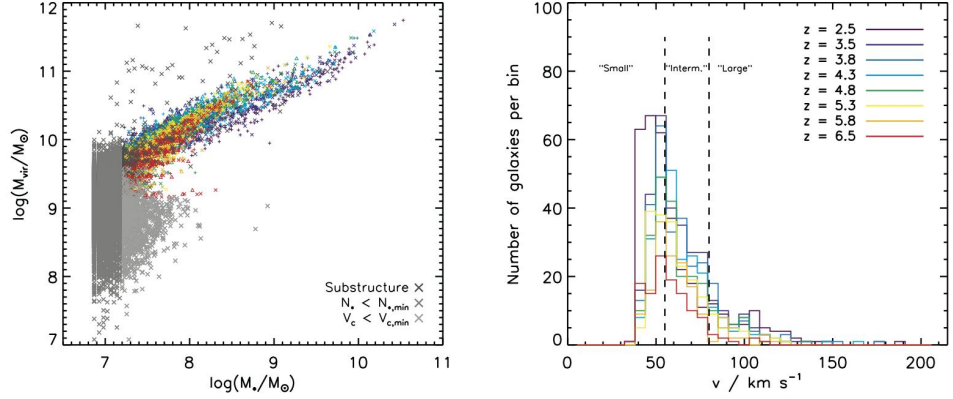 12
11
10
9
8
7
7
8
9
10
11
log(M_vir/M_⊙)
log(M_*/M_⊙)
Substructure ×
N_* < N_*,min ×
V_c < V_c,min ×
100
80
60
40
20
0
0
50
100
150
200
Number of galaxies per bin
v / km s⁻¹
"Small"
"Interm."
"Large"
z = 2.5
z = 3.5
z = 3.8
z = 4.3
z = 4.8
z = 5.3
z = 5.8
z = 6.5